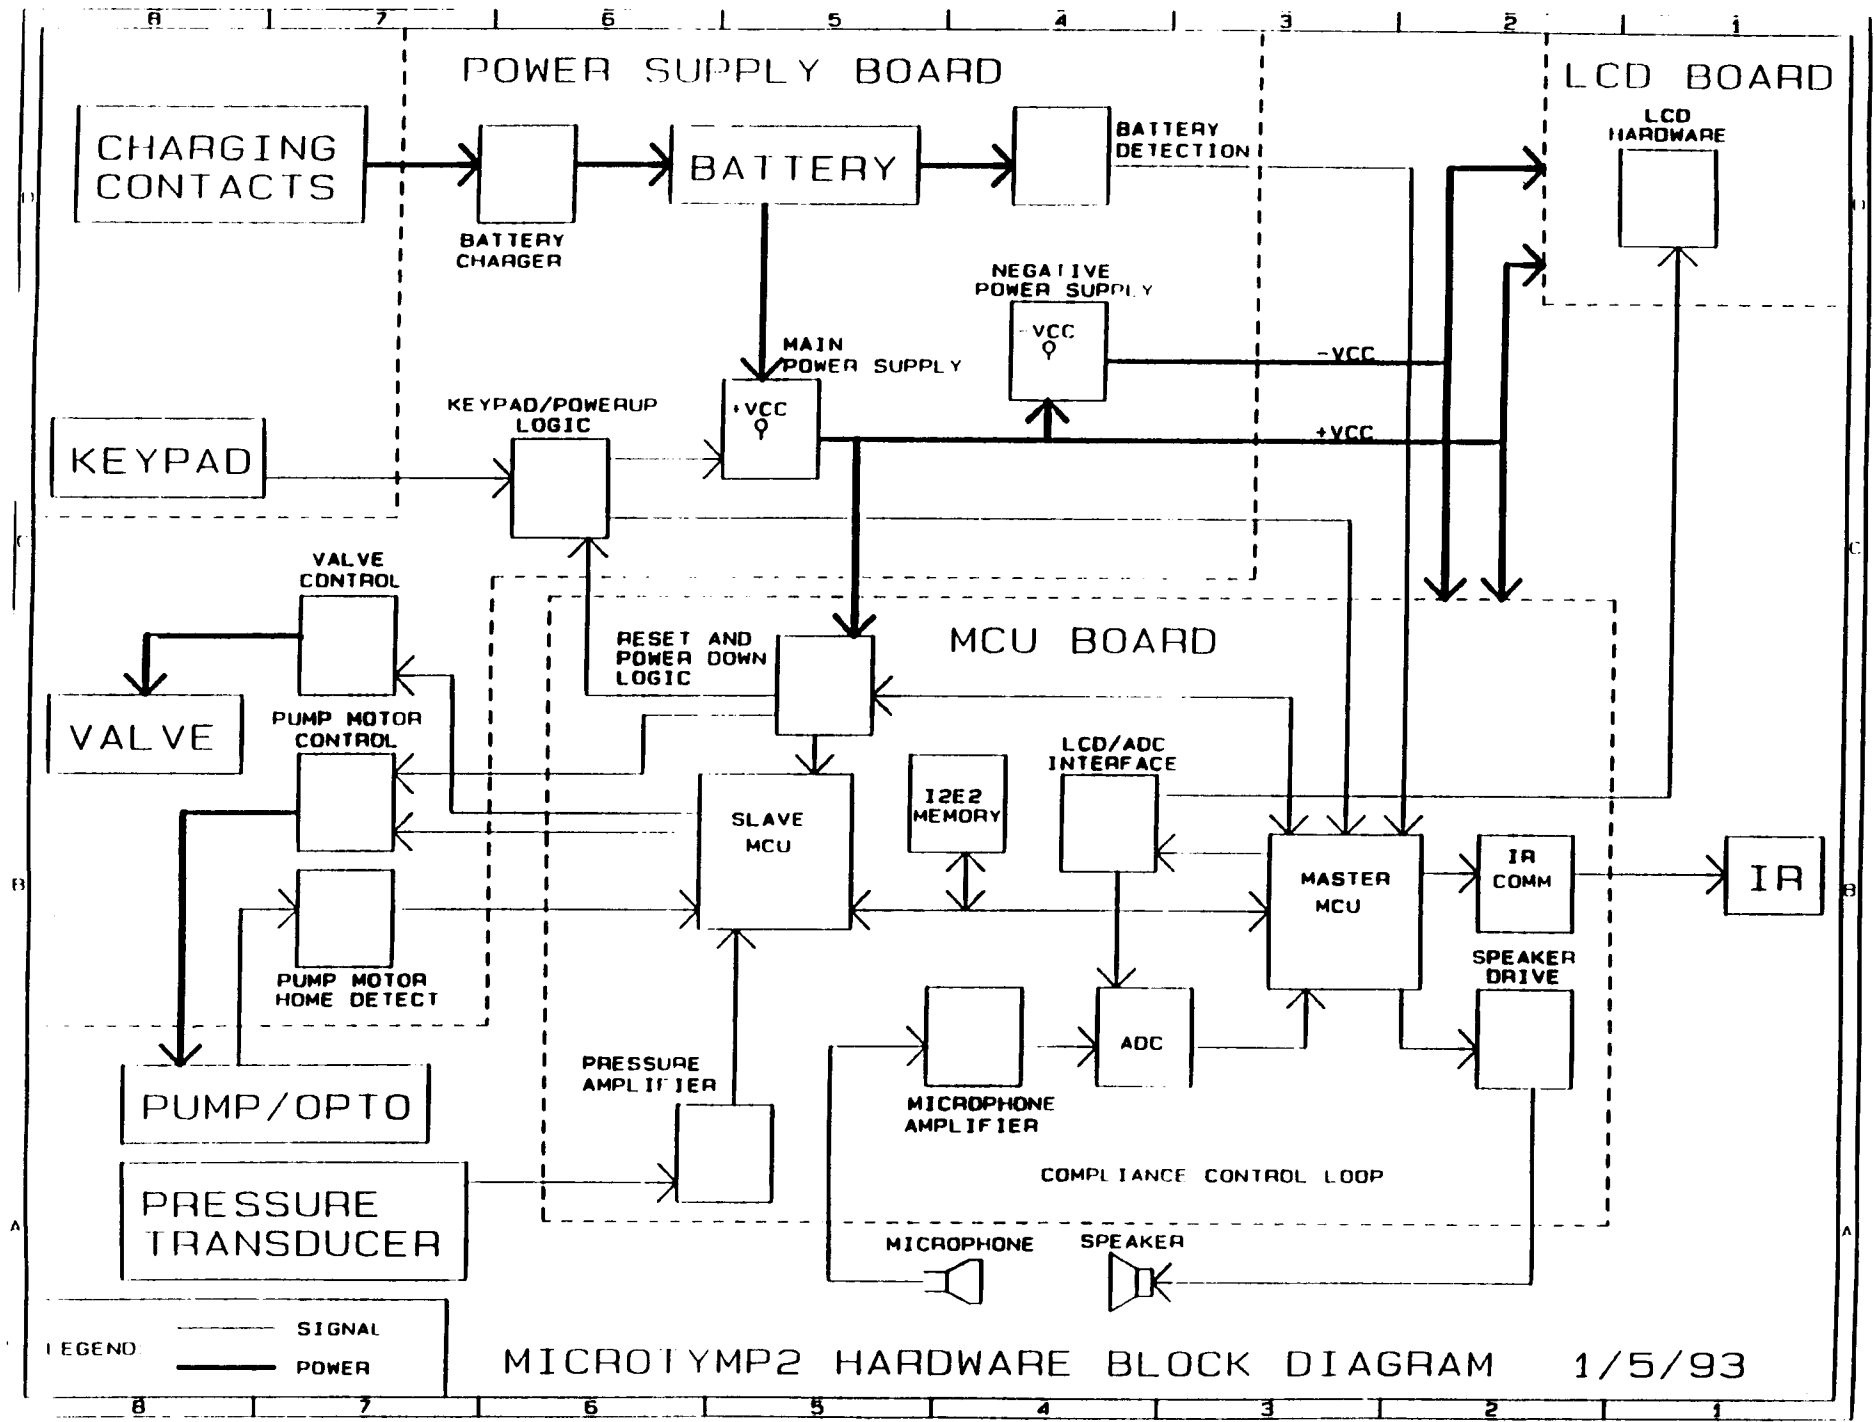 8 7 6 5 4 3 2 1
POWER SUPPLY BOARD
LCD BOARD
CHARGING
CONTACTS
BATTERY
CHARGER
BATTERY
BATTERY
DETECTION
LCD
HARDWARE
D
D
NEGATIVE
POWER SUPPLY
-VCC
-VCC
MAIN
POWER SUPPLY
+VCC
+VCC
KEYPAD/POWERUP
LOGIC
KEYPAD
C
C
VALVE
CONTROL
VALVE
RESET AND
POWER DOWN
LOGIC
MCU BOARD
PUMP MOTOR
CONTROL
SLAVE
MCU
I2E2
MEMORY
LCD/ADC
INTERFACE
MASTER
MCU
IR
COMM
IR
B
B
PUMP MOTOR
HOME DETECT
SPEAKER
DRIVE
PUMP/OPTO
PRESSURE
AMPLIFIER
MICROPHONE
AMPLIFIER
ADC
COMPLIANCE CONTROL LOOP
PRESSURE
TRANSDUCER
A
A
MICROPHONE
SPEAKER
LEGEND:
SIGNAL
POWER
MICROTYMP2 HARDWARE BLOCK DIAGRAM 1/5/93
8 7 6 5 4 3 2 1